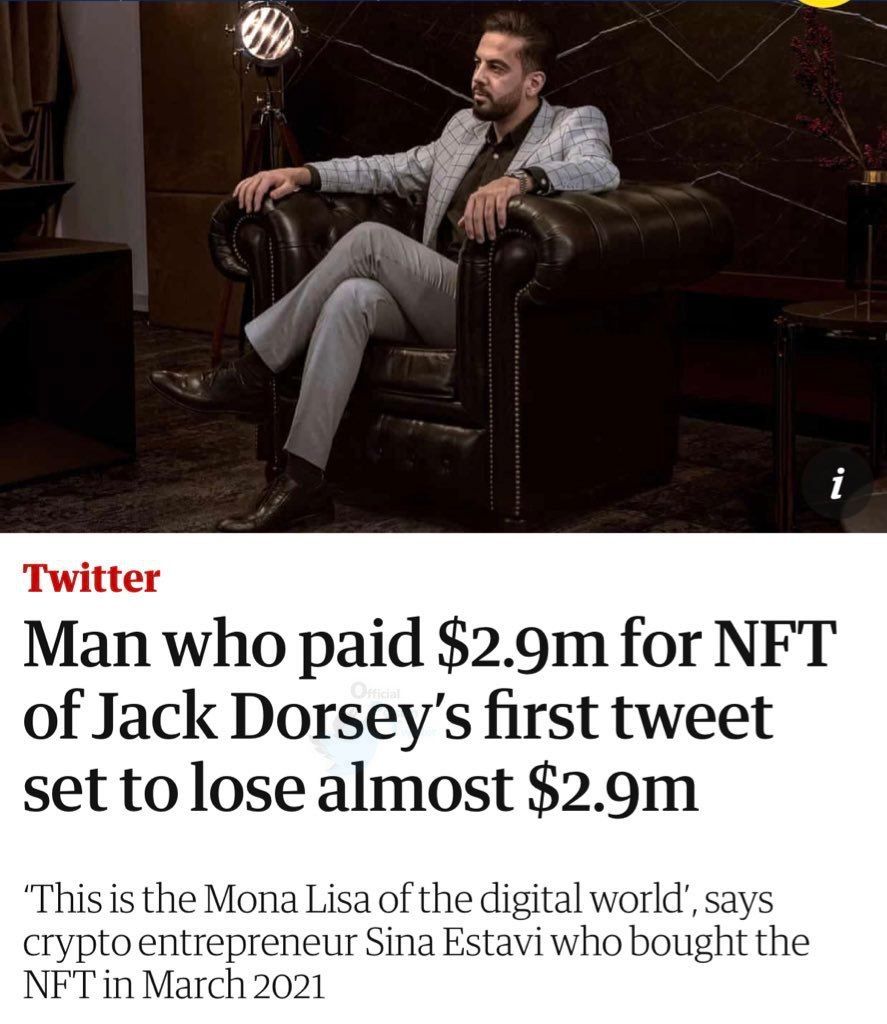 i
Twitter
Man who paid $2.9m for NFT
of Jack Dorsey's first tweet
set to lose almost $2.9m
Official
‘This is the Mona Lisa of the digital world’, says
crypto entrepreneur Sina Estavi who bought the
NFT in March 2021